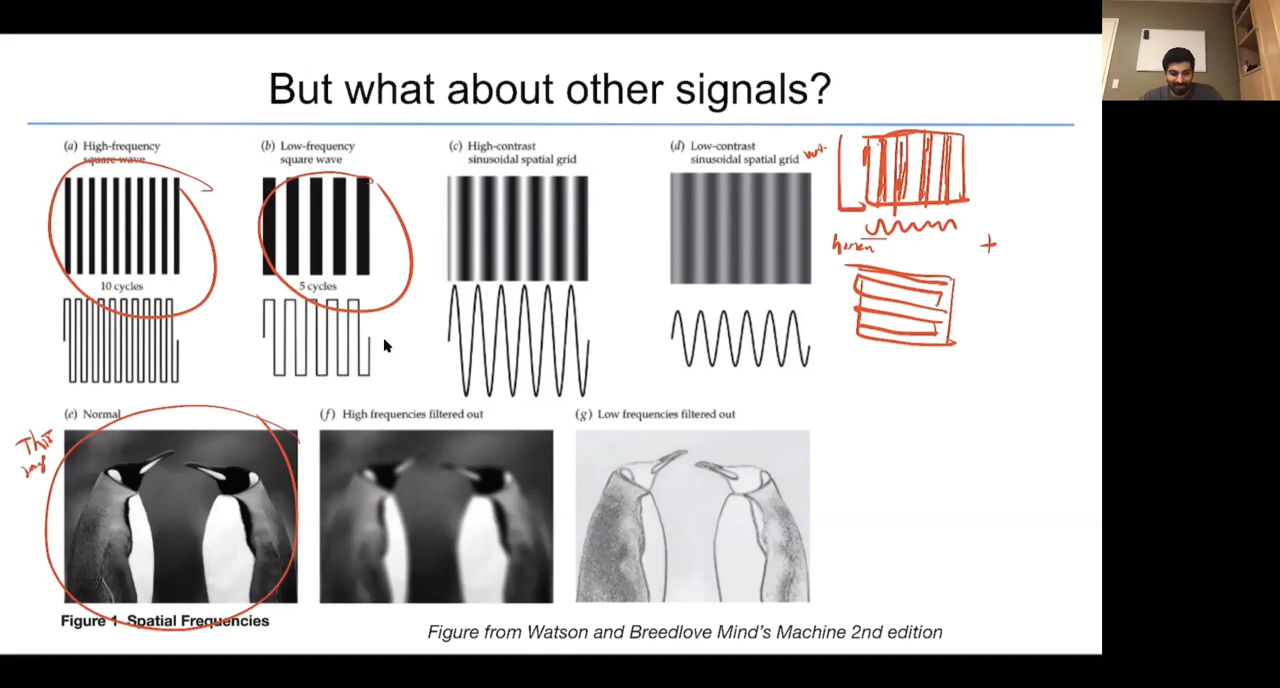 But what about other signals?
(a) High-frequency
square wave
(b) Low-frequency
square wave
(c) High-contrast
sinusoidal spatial grid
(d) Low-contrast
sinusoidal spatial grid
10 cycles
5 cycles
(e) Normal
(f) High frequencies filtered out
(g) Low frequencies filtered out
This
Figure 1 Spatial Frequencies
Figure from Watson and Breedlove Mind's Machine 2nd edition